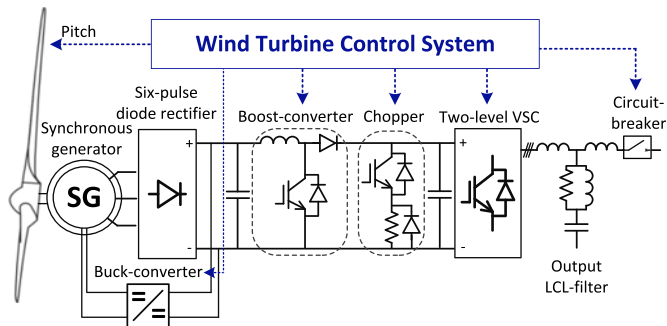 Wind Turbine Control System
Pitch
Six-pulse
diode rectifier
Synchronous
generator
Boost-converter
Chopper
Two-level VSC
Circuit-
breaker
SG
+
-
+
-
Buck-converter
Output
LCL-filter